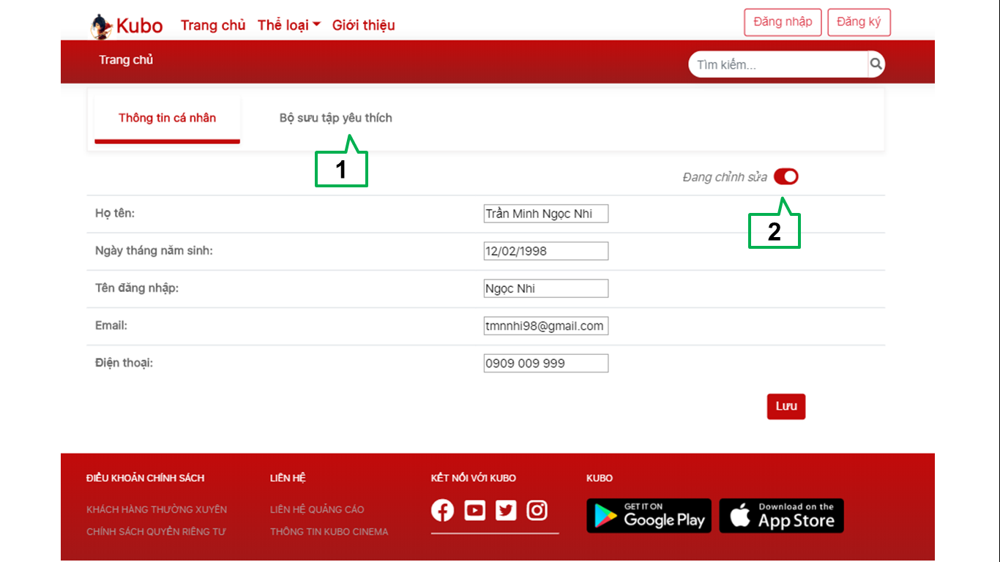 Kubo Trang chủ Thể loại Giới thiệu Đăng nhập Đăng ký
Trang chủ Tìm kiếm...
Thông tin cá nhân Bộ sưu tập yêu thích
1
Đang chỉnh sửa
2
Họ tên: Trần Minh Ngọc Nhi
Ngày tháng năm sinh: 12/02/1998
Tên đăng nhập: Ngọc Nhi
Email: tmnnhi98@gmail.com
Điện thoại: 0909 009 999
Lưu
ĐIỀU KHOẢN CHÍNH SÁCH LIÊN HỆ KẾT NỐI VỚI KUBO KUBO
KHÁCH HÀNG THƯỜNG XUYÊN LIÊN HỆ QUẢNG CÁO
CHÍNH SÁCH QUYỀN RIÊNG TƯ THÔNG TIN KUBO CINEMA
GET IT ON
Google Play
Download on the
App Store